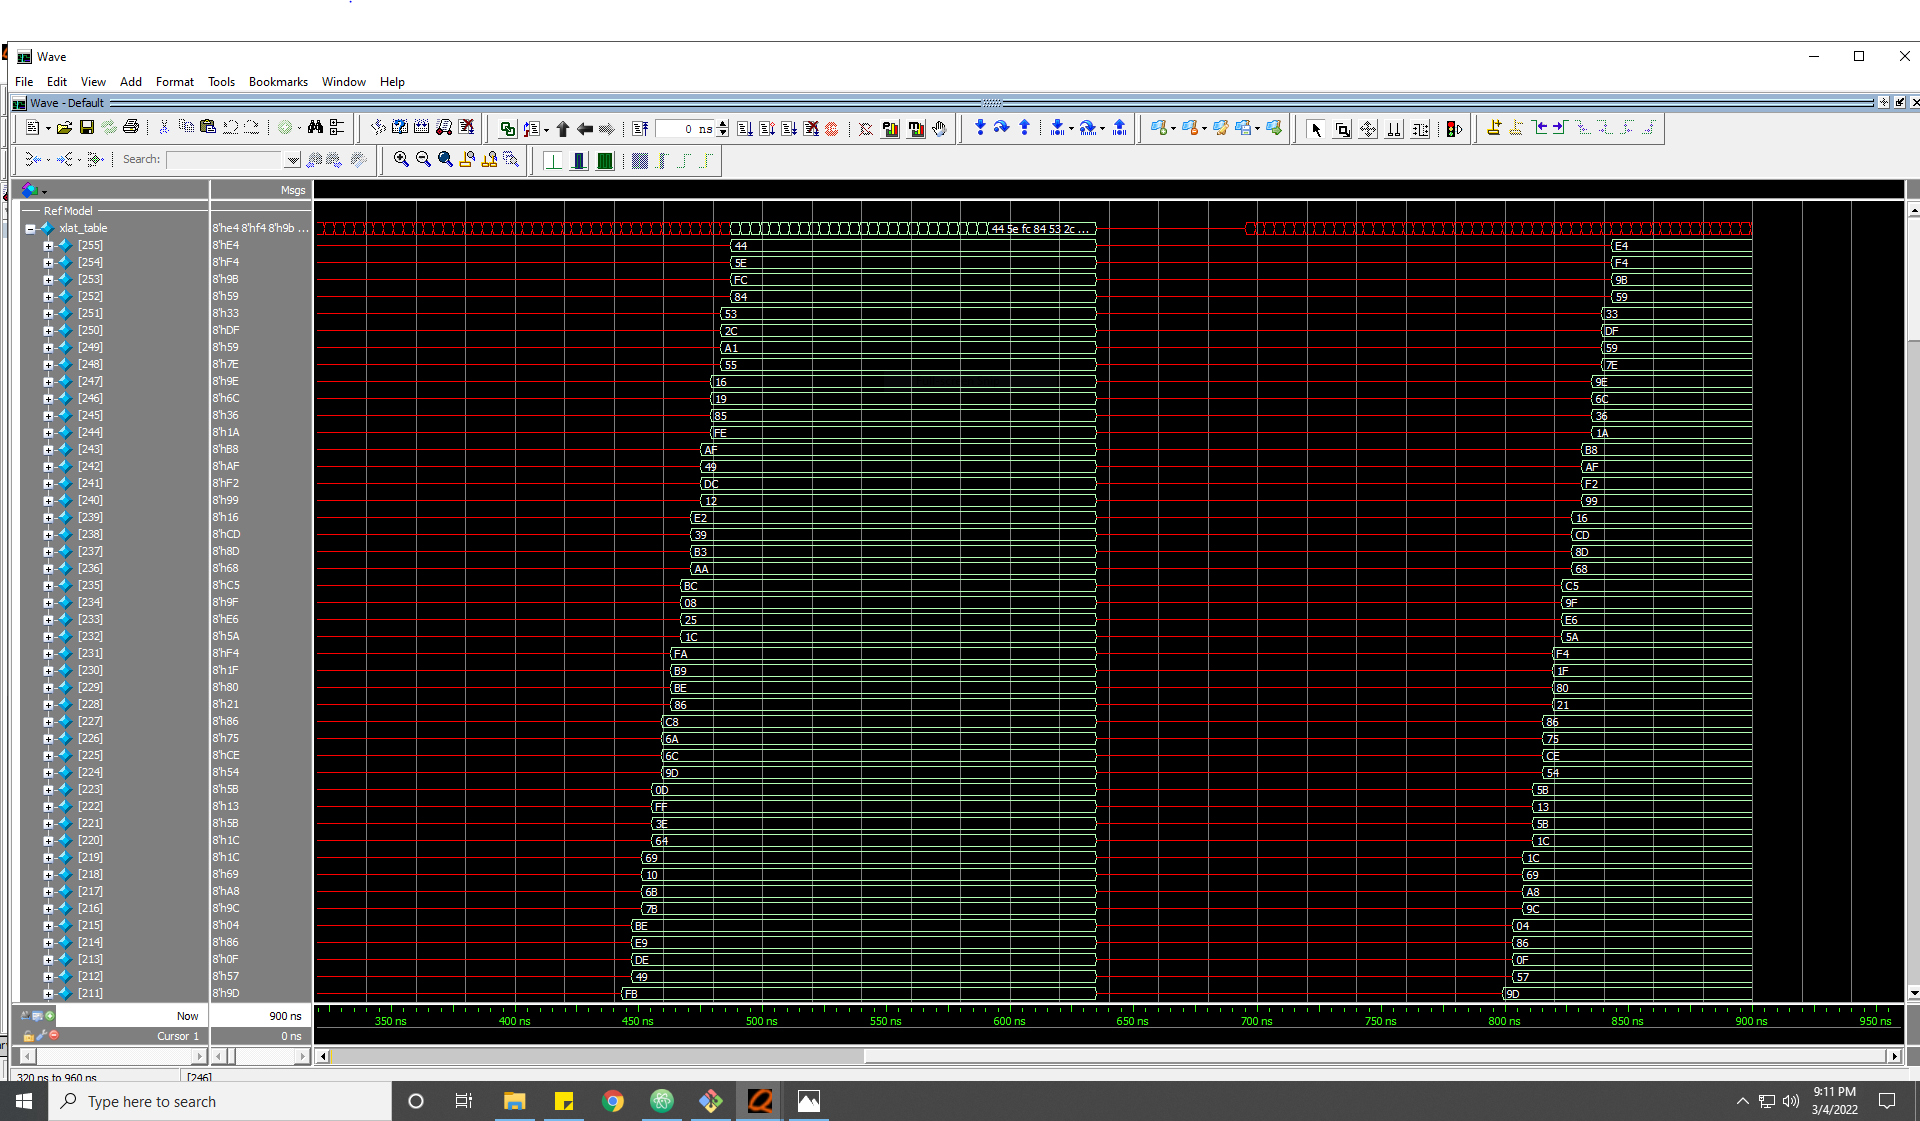 Wave
File Edit View Add Format Tools Bookmarks Window Help
Wave - Default
0 ns
Search:
Msgs
Ref Model
xlat_table 8'he4 8'hf4 8'h9b ... 44 5e fc 84 53 2c ...
[255] 8'hE4 44 E4
[254] 8'hF4 5E F4
[253] 8'h9B FC 9B
[252] 8'h59 84 59
[251] 8'h33 53 33
[250] 8'hDF 2C DF
[249] 8'h59 A1 59
[248] 8'h7E 55 7E
[247] 8'h9E 16 9E
[246] 8'h6C 19 6C
[245] 8'h36 85 36
[244] 8'h1A FE 1A
[243] 8'hB8 AF B8
[242] 8'hAF 49 AF
[241] 8'hF2 DC F2
[240] 8'h99 12 99
[239] 8'h16 E2 16
[238] 8'hCD 39 CD
[237] 8'h8D B3 8D
[236] 8'h68 AA 68
[235] 8'hC5 BC C5
[234] 8'h9F 08 9F
[233] 8'hE6 25 E6
[232] 8'h5A 1C 5A
[231] 8'hF4 FA F4
[230] 8'h1F B9 1F
[229] 8'h80 BE 80
[228] 8'h21 86 21
[227] 8'h86 C8 86
[226] 8'h75 6A 75
[225] 8'hCE 6C CE
[224] 8'h54 9D 54
[223] 8'h5B 0D 5B
[222] 8'h13 FF 13
[221] 8'h5B 3E 5B
[220] 8'h1C 64 1C
[219] 8'h1C 69 1C
[218] 8'h69 10 69
[217] 8'hA8 6B A8
[216] 8'h9C 7B 9C
[215] 8'h04 BE 04
[214] 8'h86 E9 86
[213] 8'h0F DE 0F
[212] 8'h57 49 57
[211] 8'h9D FB 9D
Now 900 ns
350 ns 400 ns 450 ns 500 ns 550 ns 600 ns 650 ns 700 ns 750 ns 800 ns 850 ns 900 ns 950 ns
Cursor 1 0 ns
320 ns to 960 ns [246]
Type here to search
9:11 PM
3/4/2022